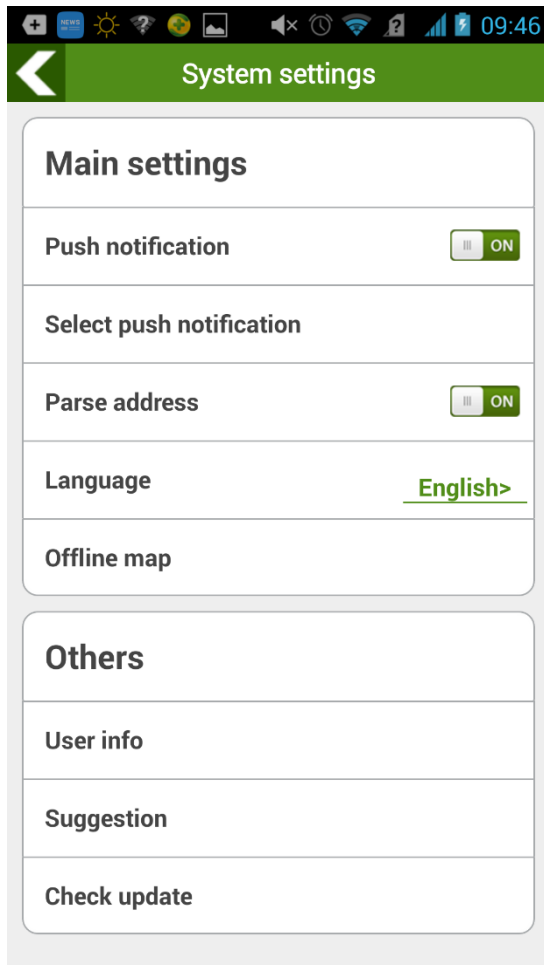 NEWS
09:46
System settings
Main settings
Push notification
ON
Select push notification
Parse address
ON
Language
English>
Offline map
Others
User info
Suggestion
Check update